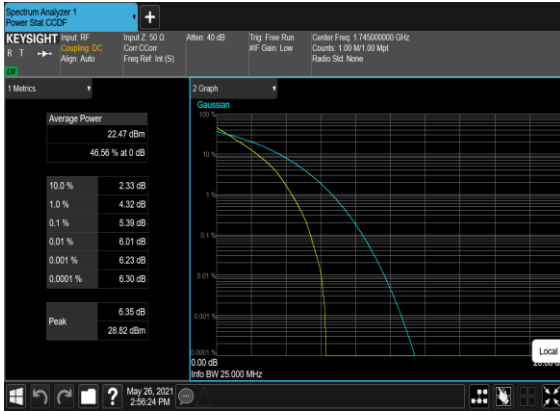 Spectrum Analyzer 1
Power Stat CCDF
+
KEYSIGHT
R T
LXI
Input: RF
Coupling: DC
Align: Auto
Input Z: 50 Ω
Corr CCorr
Freq Ref: Int (S)
Atten: 40 dB
Trig: Free Run
#IF Gain: Low
Center Freq: 1.745000000 GHz
Counts: 1.00 M/1.00 Mpt
Radio Std: None
1 Metrics
Average Power
22.47 dBm
46.56 % at 0 dB
10.0 % 2.33 dB
1.0 % 4.32 dB
0.1 % 5.39 dB
0.01 % 6.01 dB
0.001 % 6.23 dB
0.0001 % 6.30 dB
Peak
6.35 dB
28.82 dBm
2 Graph
Gaussian
100 %
10 %
1 %
0.1 %
0.01 %
0.001 %
0.0001 %
0.00 dB
Info BW 25.000 MHz
Local
?
May 26, 2021
2:56:24 PM